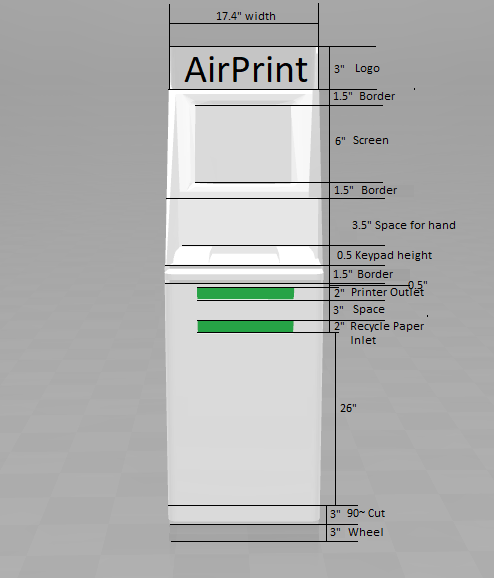 17.4" width
AirPrint
3" Logo
1.5" Border
6" Screen
1.5" Border
3.5" Space for hand
0.5 Keypad height
1.5" Border
0.5"
2" Printer Outlet
3" Space
2" Recycle Paper
Inlet
26"
3" 90~ Cut
3" Wheel